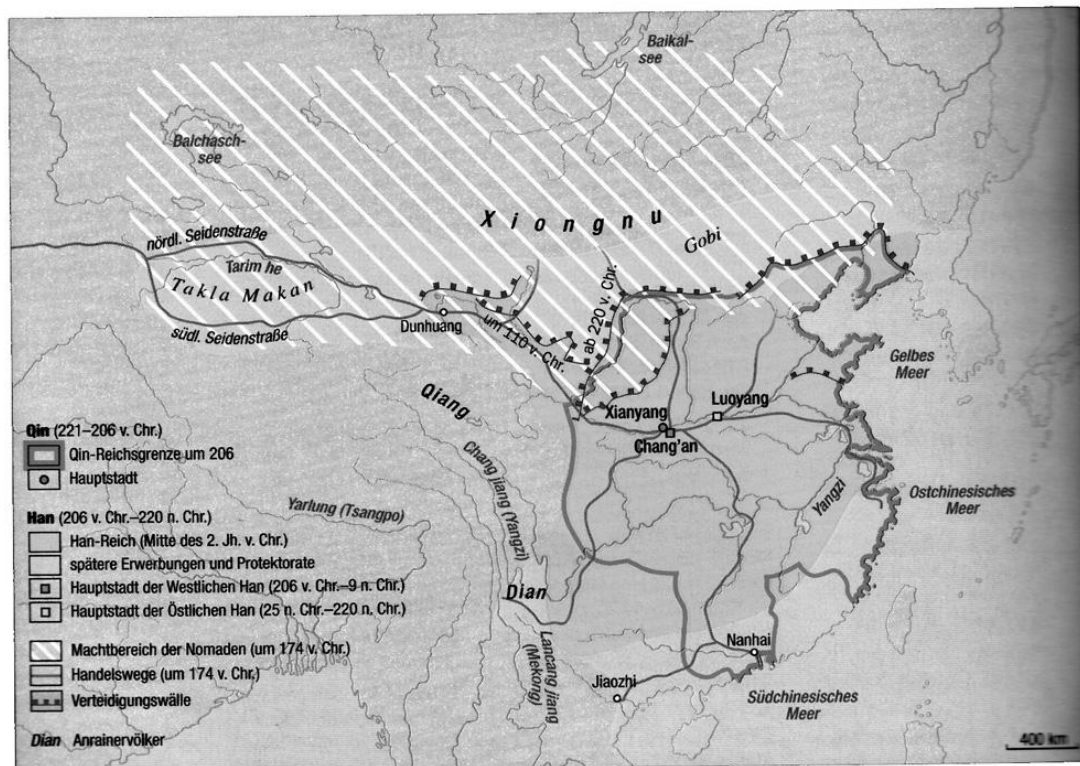 Baikal-
see
Balchasch-
see
Xiongnu
Gobi
nördl. Seidenstraße
Tarim he
Takla Makan
südl. Seidenstraße
Dunhuang
um 110 v. Chr.
ab 220 v. Chr.
Gelbes
Meer
Qiang
Xianyang
Luoyang
Chang'an
Chang jiang (Yangzi)
Yangzi
Ostchinesisches
Meer
Yarlung (Tsangpo)
Dian
Lancang jiang
(Mekong)
Nanhai
Jiaozhi
Südchinesisches
Meer
400 km
Qin (221–206 v. Chr.)
Qin-Reichsgrenze um 206
Hauptstadt
Han (206 v. Chr.–220 n. Chr.)
Han-Reich (Mitte des 2. Jh. v. Chr.)
spätere Erwerbungen und Protektorate
Hauptstadt der Westlichen Han (206 v. Chr.–9 n. Chr.)
Hauptstadt der Östlichen Han (25 n. Chr.–220 n. Chr.)
Machtbereich der Nomaden (um 174 v. Chr.)
Handelswege (um 174 v. Chr.)
Verteidigungswälle
Dian Anrainervölker